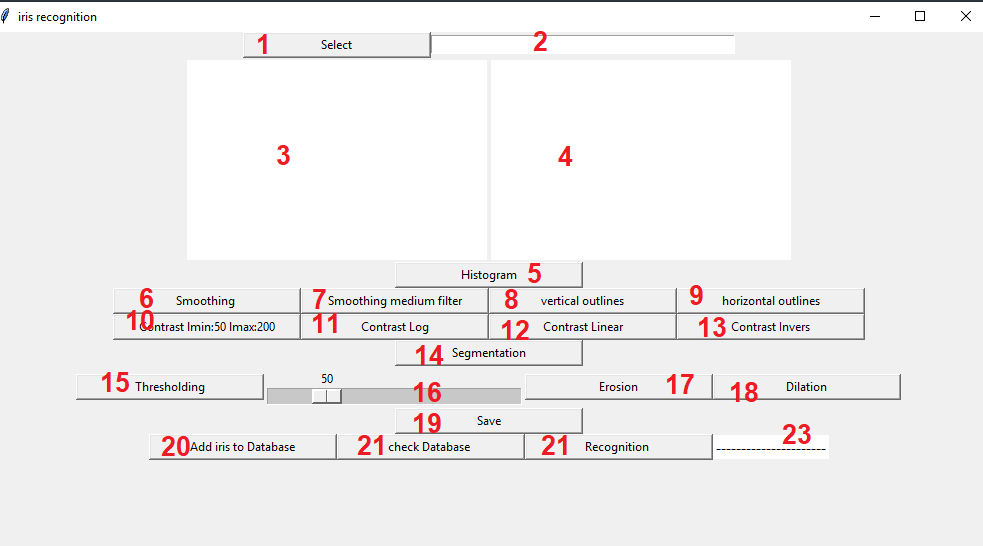 iris recognition
1 Select 2
3 4
Histogram 5
6 Smoothing 7 Smoothing medium filter 8 vertical outlines 9 horizontal outlines
10 Contrast Imin:50 Imax:200 11 Contrast Log 12 Contrast Linear 13 Contrast Invers
14 Segmentation
50
15 Thresholding 16 Erosion 17 18 Dilation
19 Save
20 Add iris to Database 21 check Database 21 Recognition 23
----------------------